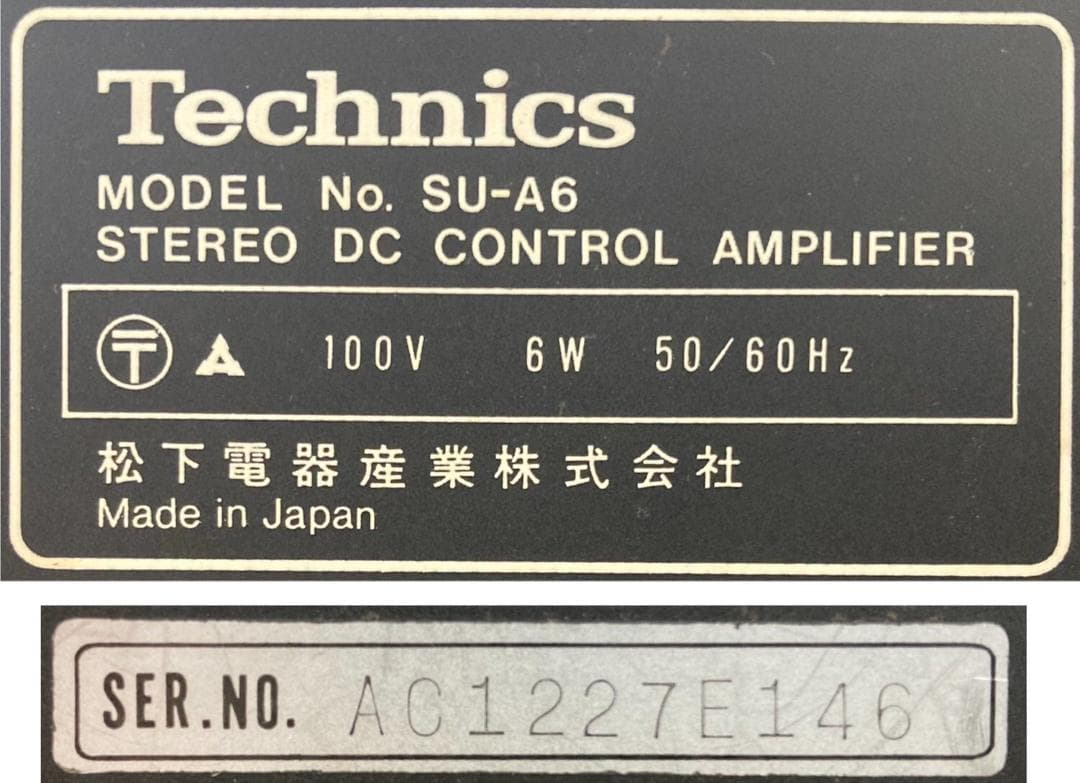 Technics
MODEL No. SU-A6
STEREO DC CONTROL AMPLIFIER
〒 A 100V 6W 50/60Hz
松下電器産業株式会社
Made in Japan
SER.NO. AC1227E146